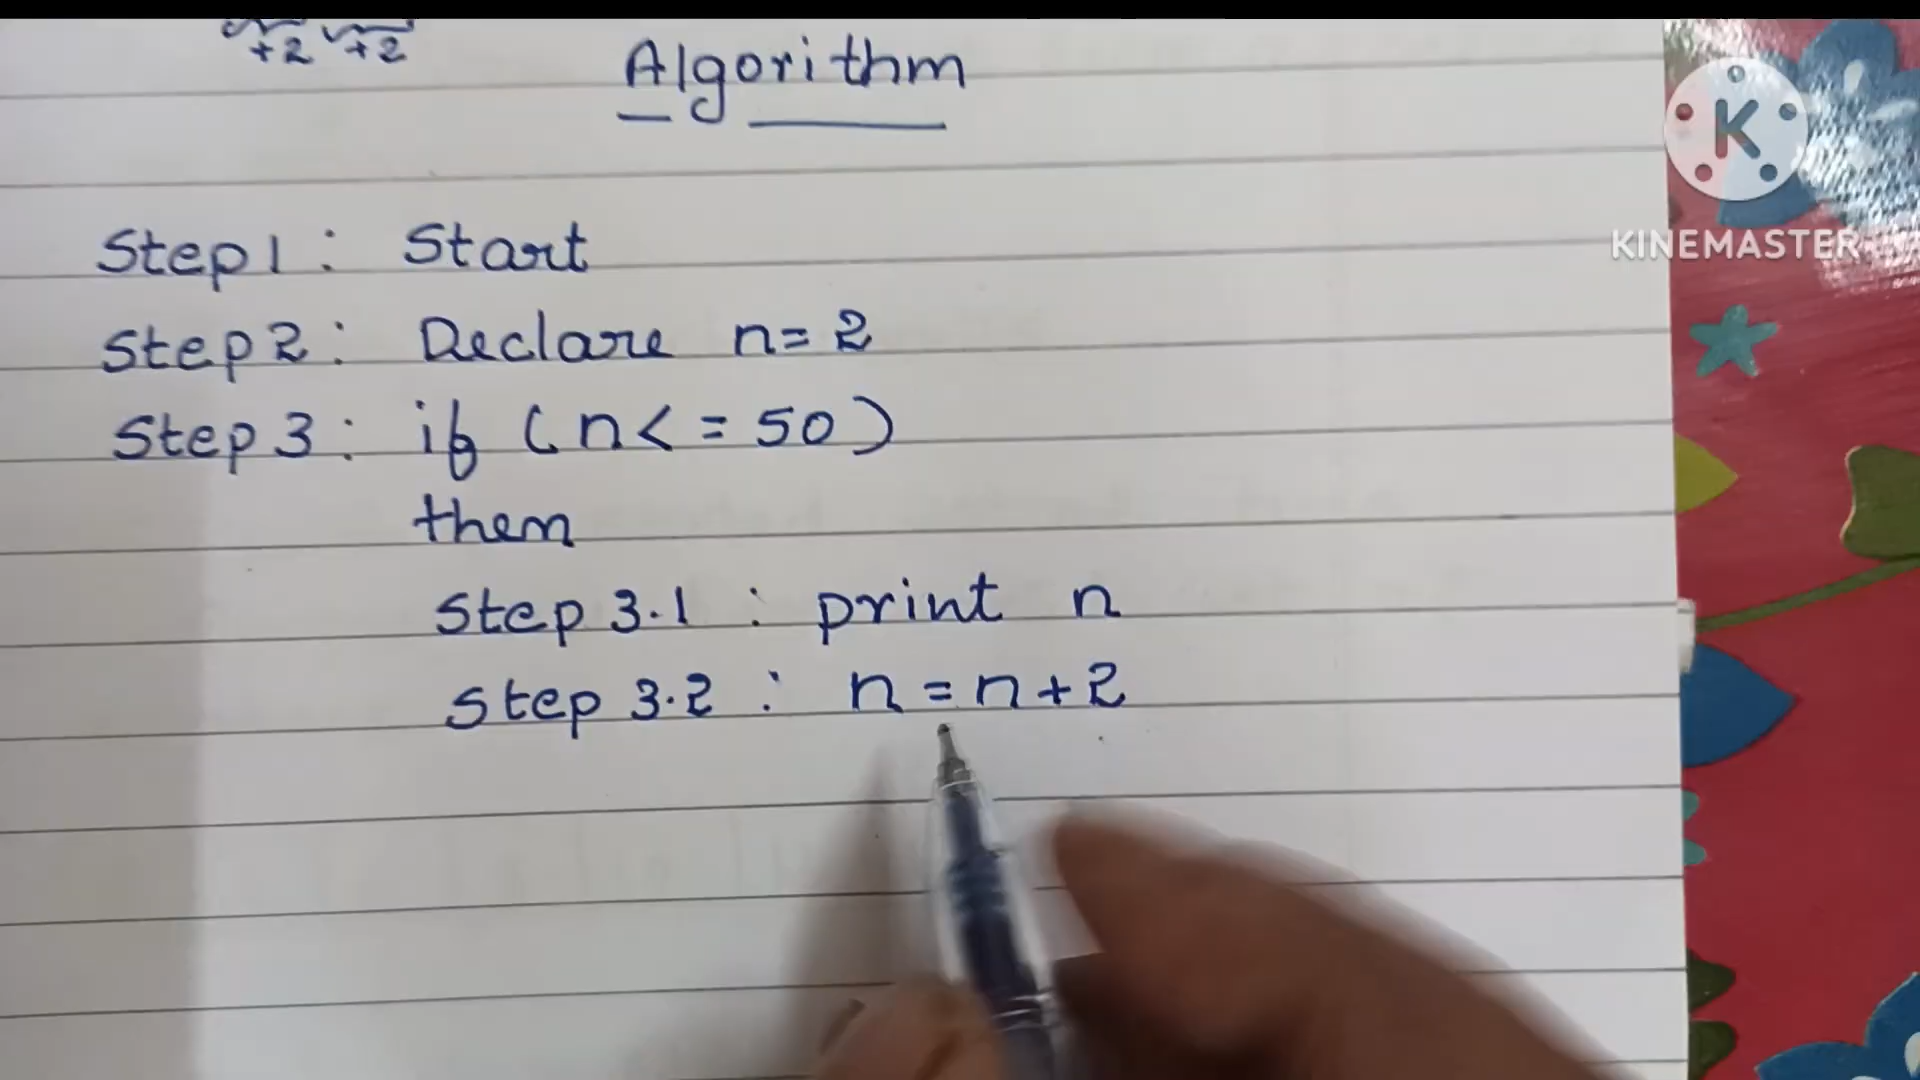 +2 +2
Algorithm
Step 1 : Start
Step 2 : Declare n = 2
Step 3 : if ( n < = 50 )
then
Step 3.1 : print n
Step 3.2 : n = n + 2
K
KINEMASTER